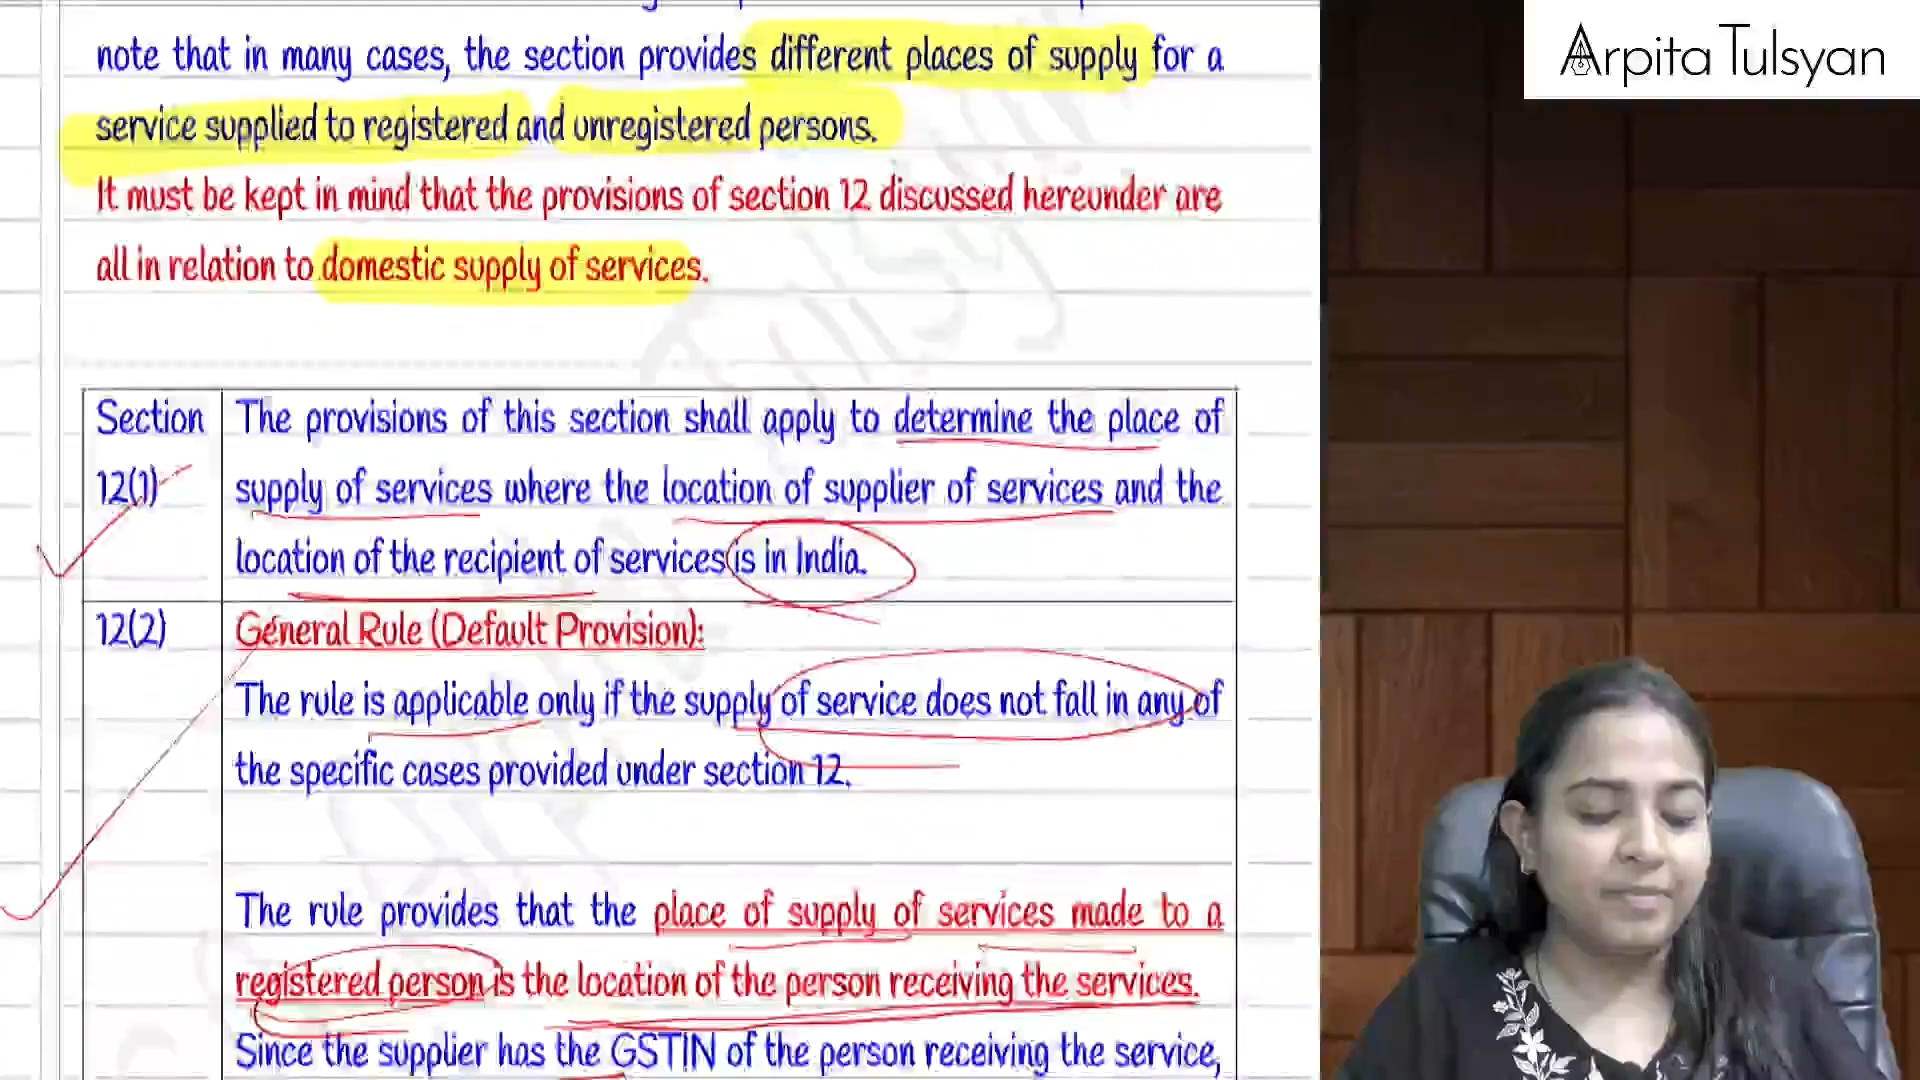 Arpita Tulsyan
note that in many cases, the section provides different places of supply for a
service supplied to registered and unregistered persons.
It must be kept in mind that the provisions of section 12 discussed hereunder are
all in relation to domestic supply of services.
Section
12(1)
The provisions of this section shall apply to determine the place of
supply of services where the location of supplier of services and the
location of the recipient of services is in India.
12(2)
General Rule (Default Provision):
The rule is applicable only if the supply of service does not fall in any of
the specific cases provided under section 12.
The rule provides that the place of supply of services made to a
registered person is the location of the person receiving the services.
Since the supplier has the GSTIN of the person receiving the service,